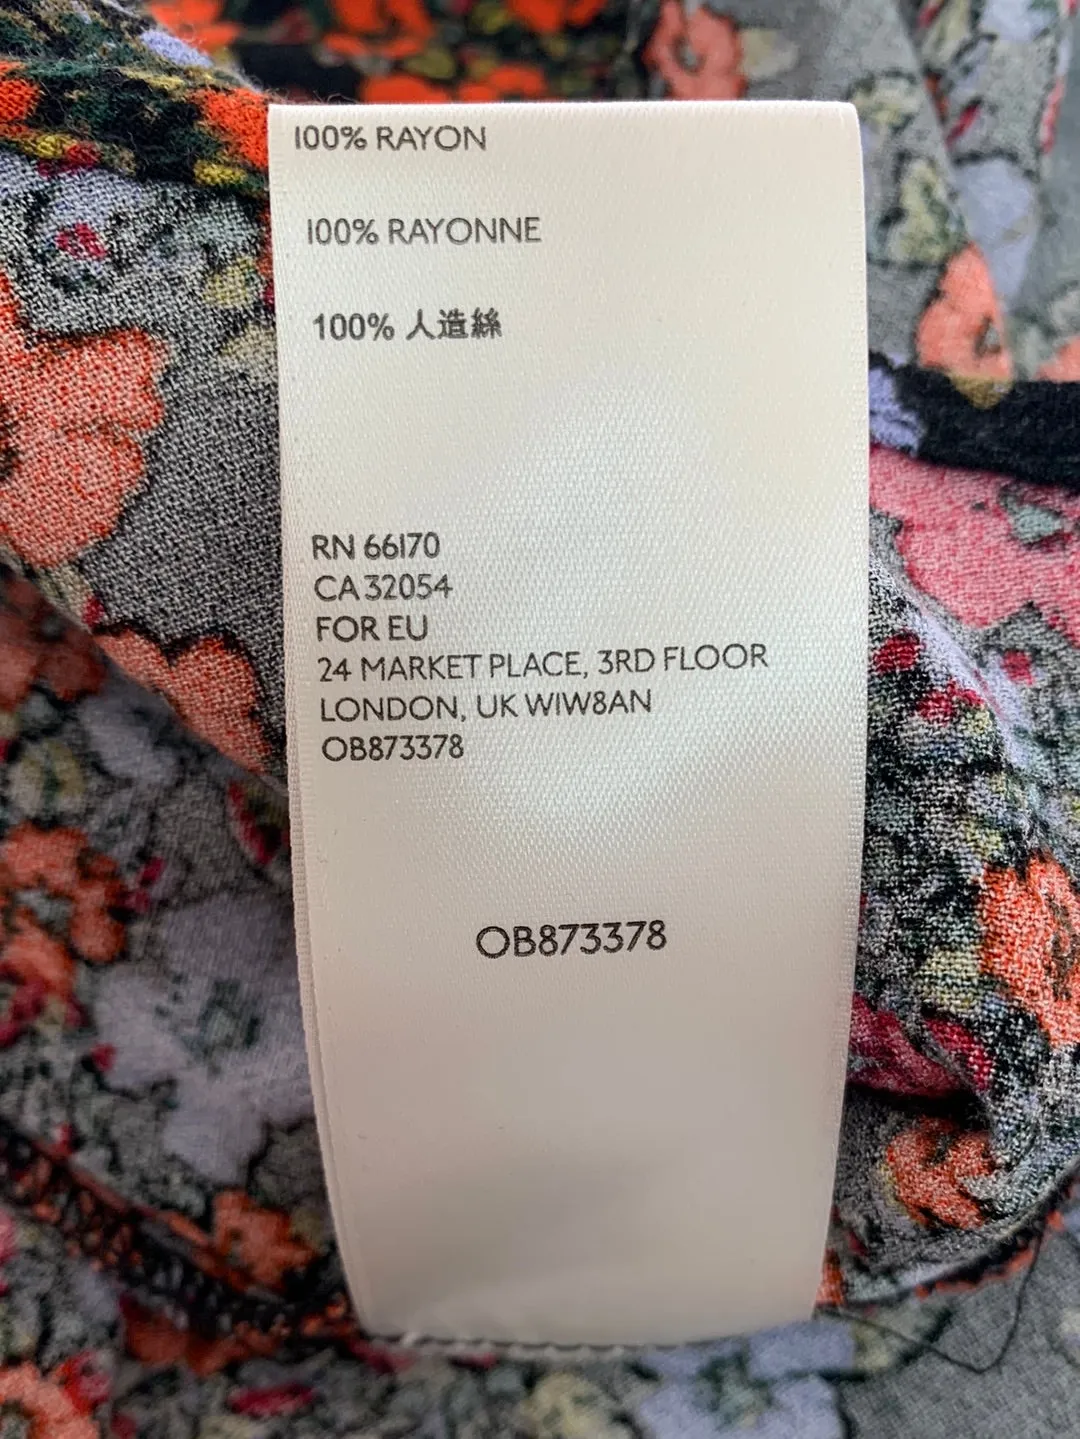 100% RAYON
100% RAYONNE
100% 人造絲
RN 66170
CA 32054
FOR EU
24 MARKET PLACE, 3RD FLOOR
LONDON, UK W1W8AN
OB873378
OB873378